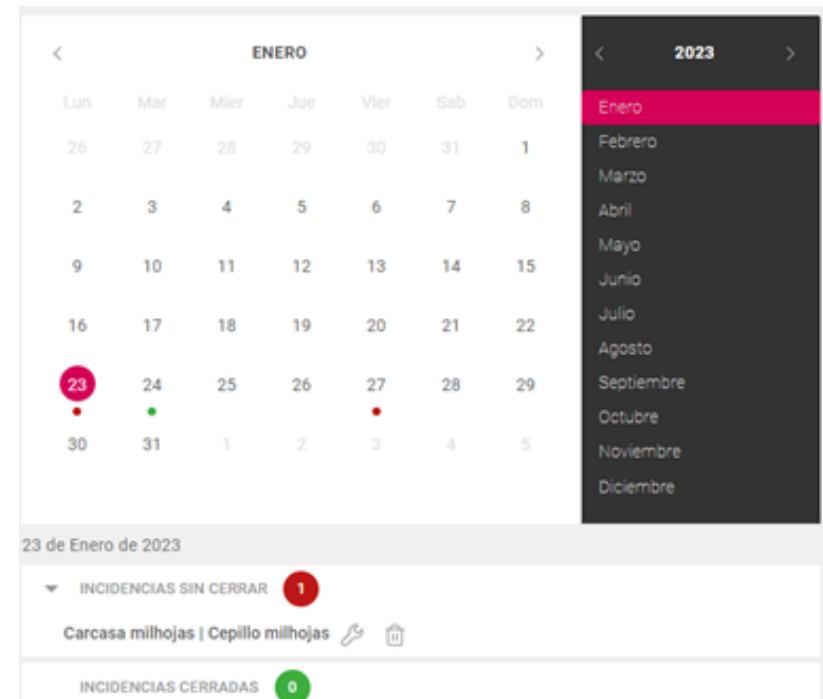 ENERO
Lun Mar Mier Jue Vier Sab Dom
26 27 28 29 30 31 1
2 3 4 5 6 7 8
9 10 11 12 13 14 15
16 17 18 19 20 21 22
23 24 25 26 27 28 29
30 31 1 2 3 4 5
2023
Enero
Febrero
Marzo
Abril
Mayo
Junio
Julio
Agosto
Septiembre
Octubre
Noviembre
Diciembre
23 de Enero de 2023
INCIDENCIAS SIN CERRAR 1
Carcasa milhojas | Cepillo milhojas
INCIDENCIAS CERRADAS 0